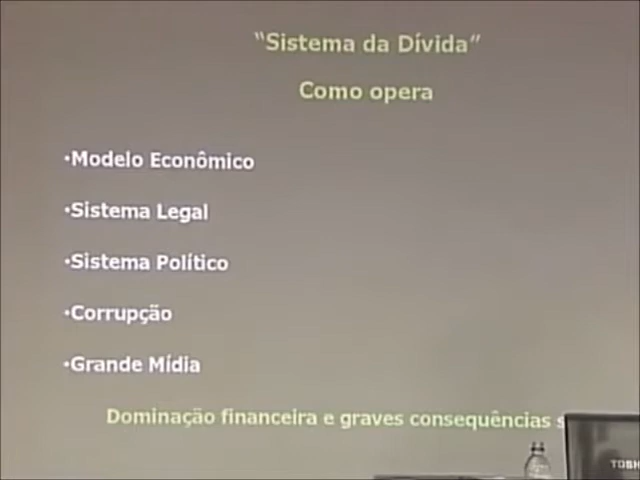 “Sistema da Dívida”
Como opera
•Modelo Econômico
•Sistema Legal
•Sistema Político
•Corrupção
•Grande Mídia
Dominação financeira e graves consequências